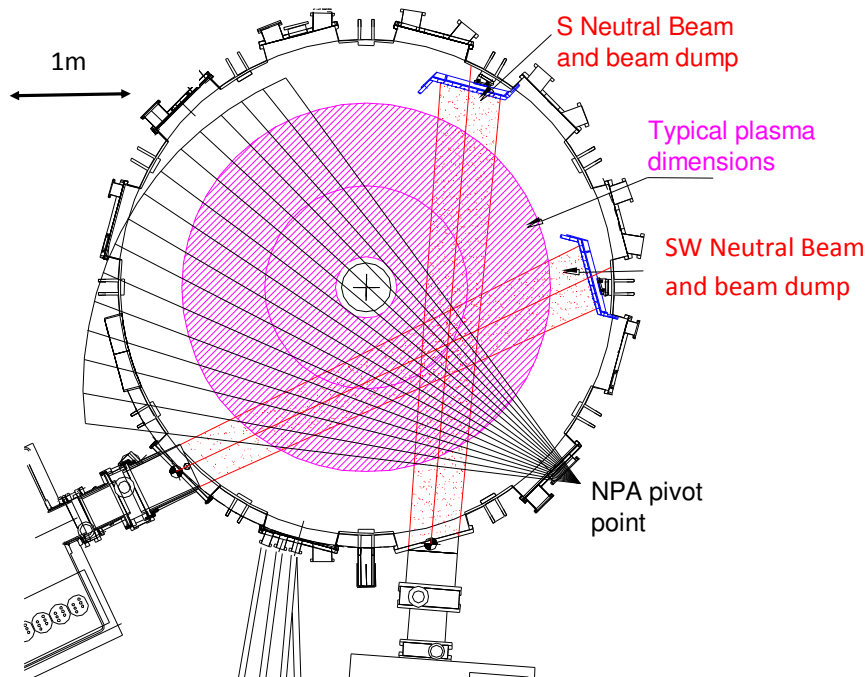 S Neutral Beam
and beam dump
1m
Typical plasma
dimensions
SW Neutral Beam
and beam dump
NPA pivot
point